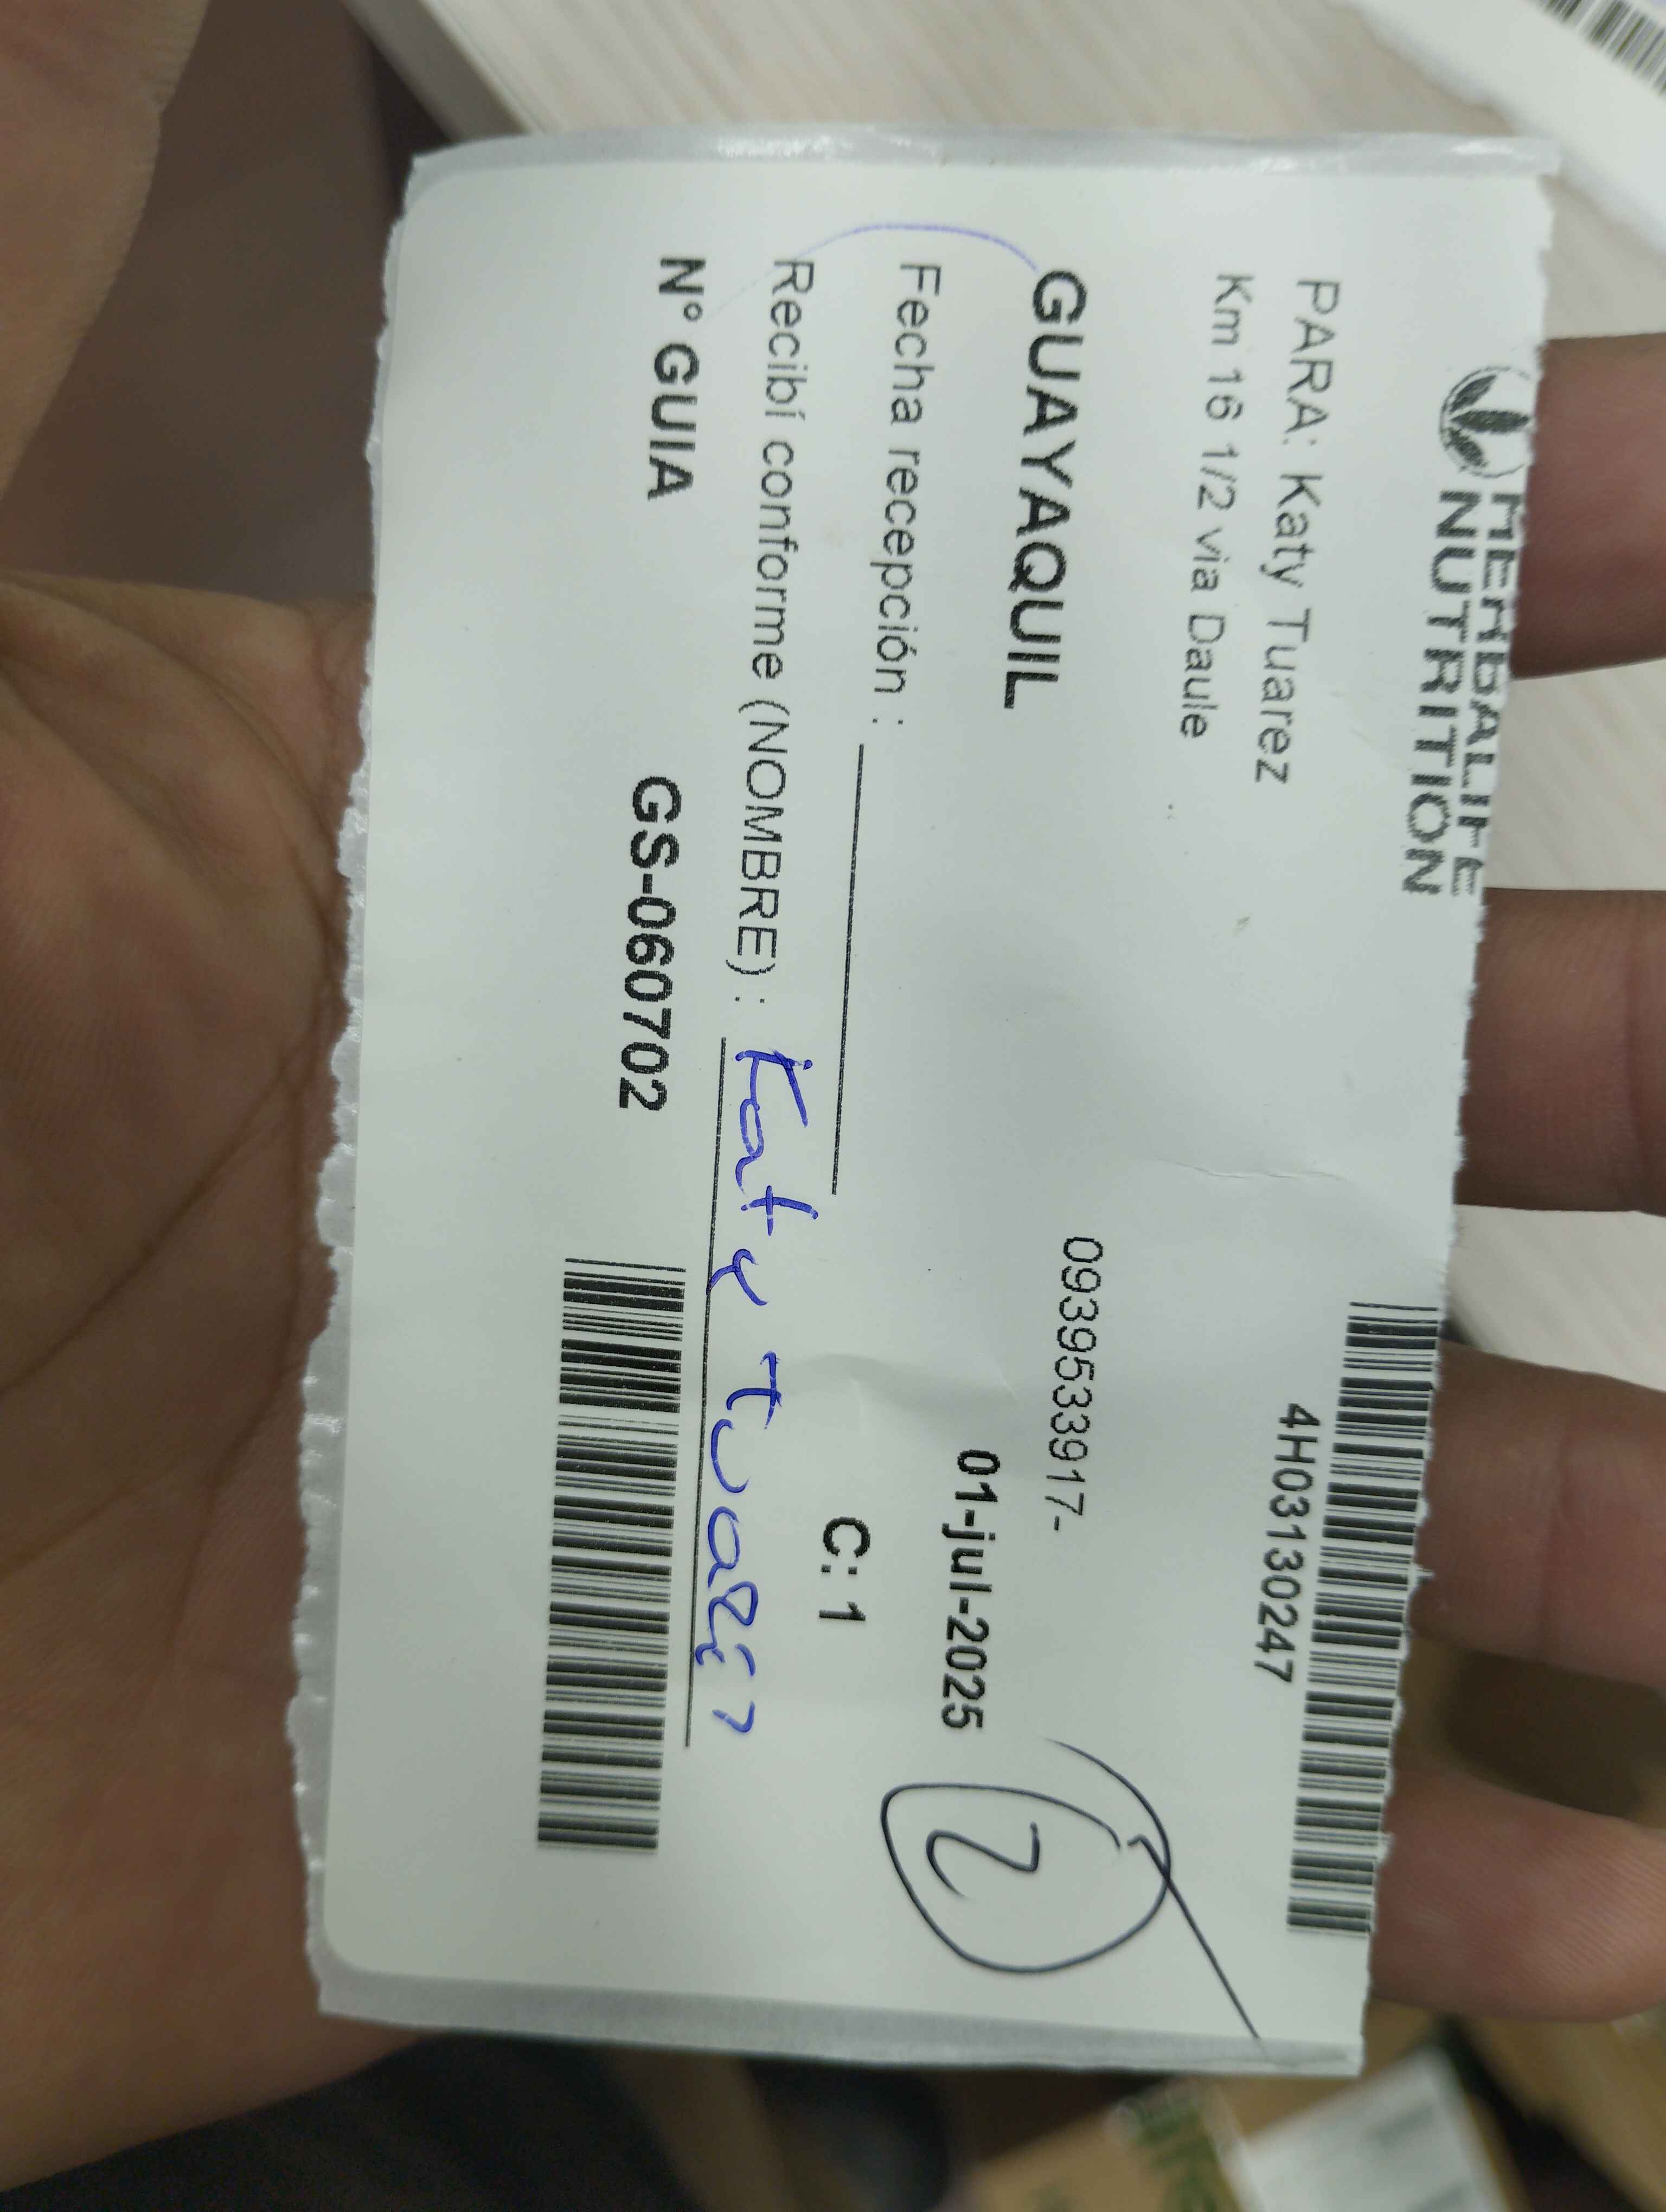 HERBALIFE
NUTRITION
4H03130247
PARA: Katy Tuarez
Km 16 1/2 via Daule
0939533917-
GUAYAQUIL
01-jul-2025
2
Fecha recepción :
C: 1
Recibí conforme (NOMBRE) : Katy Tuarez
N° GUIA GS-060702